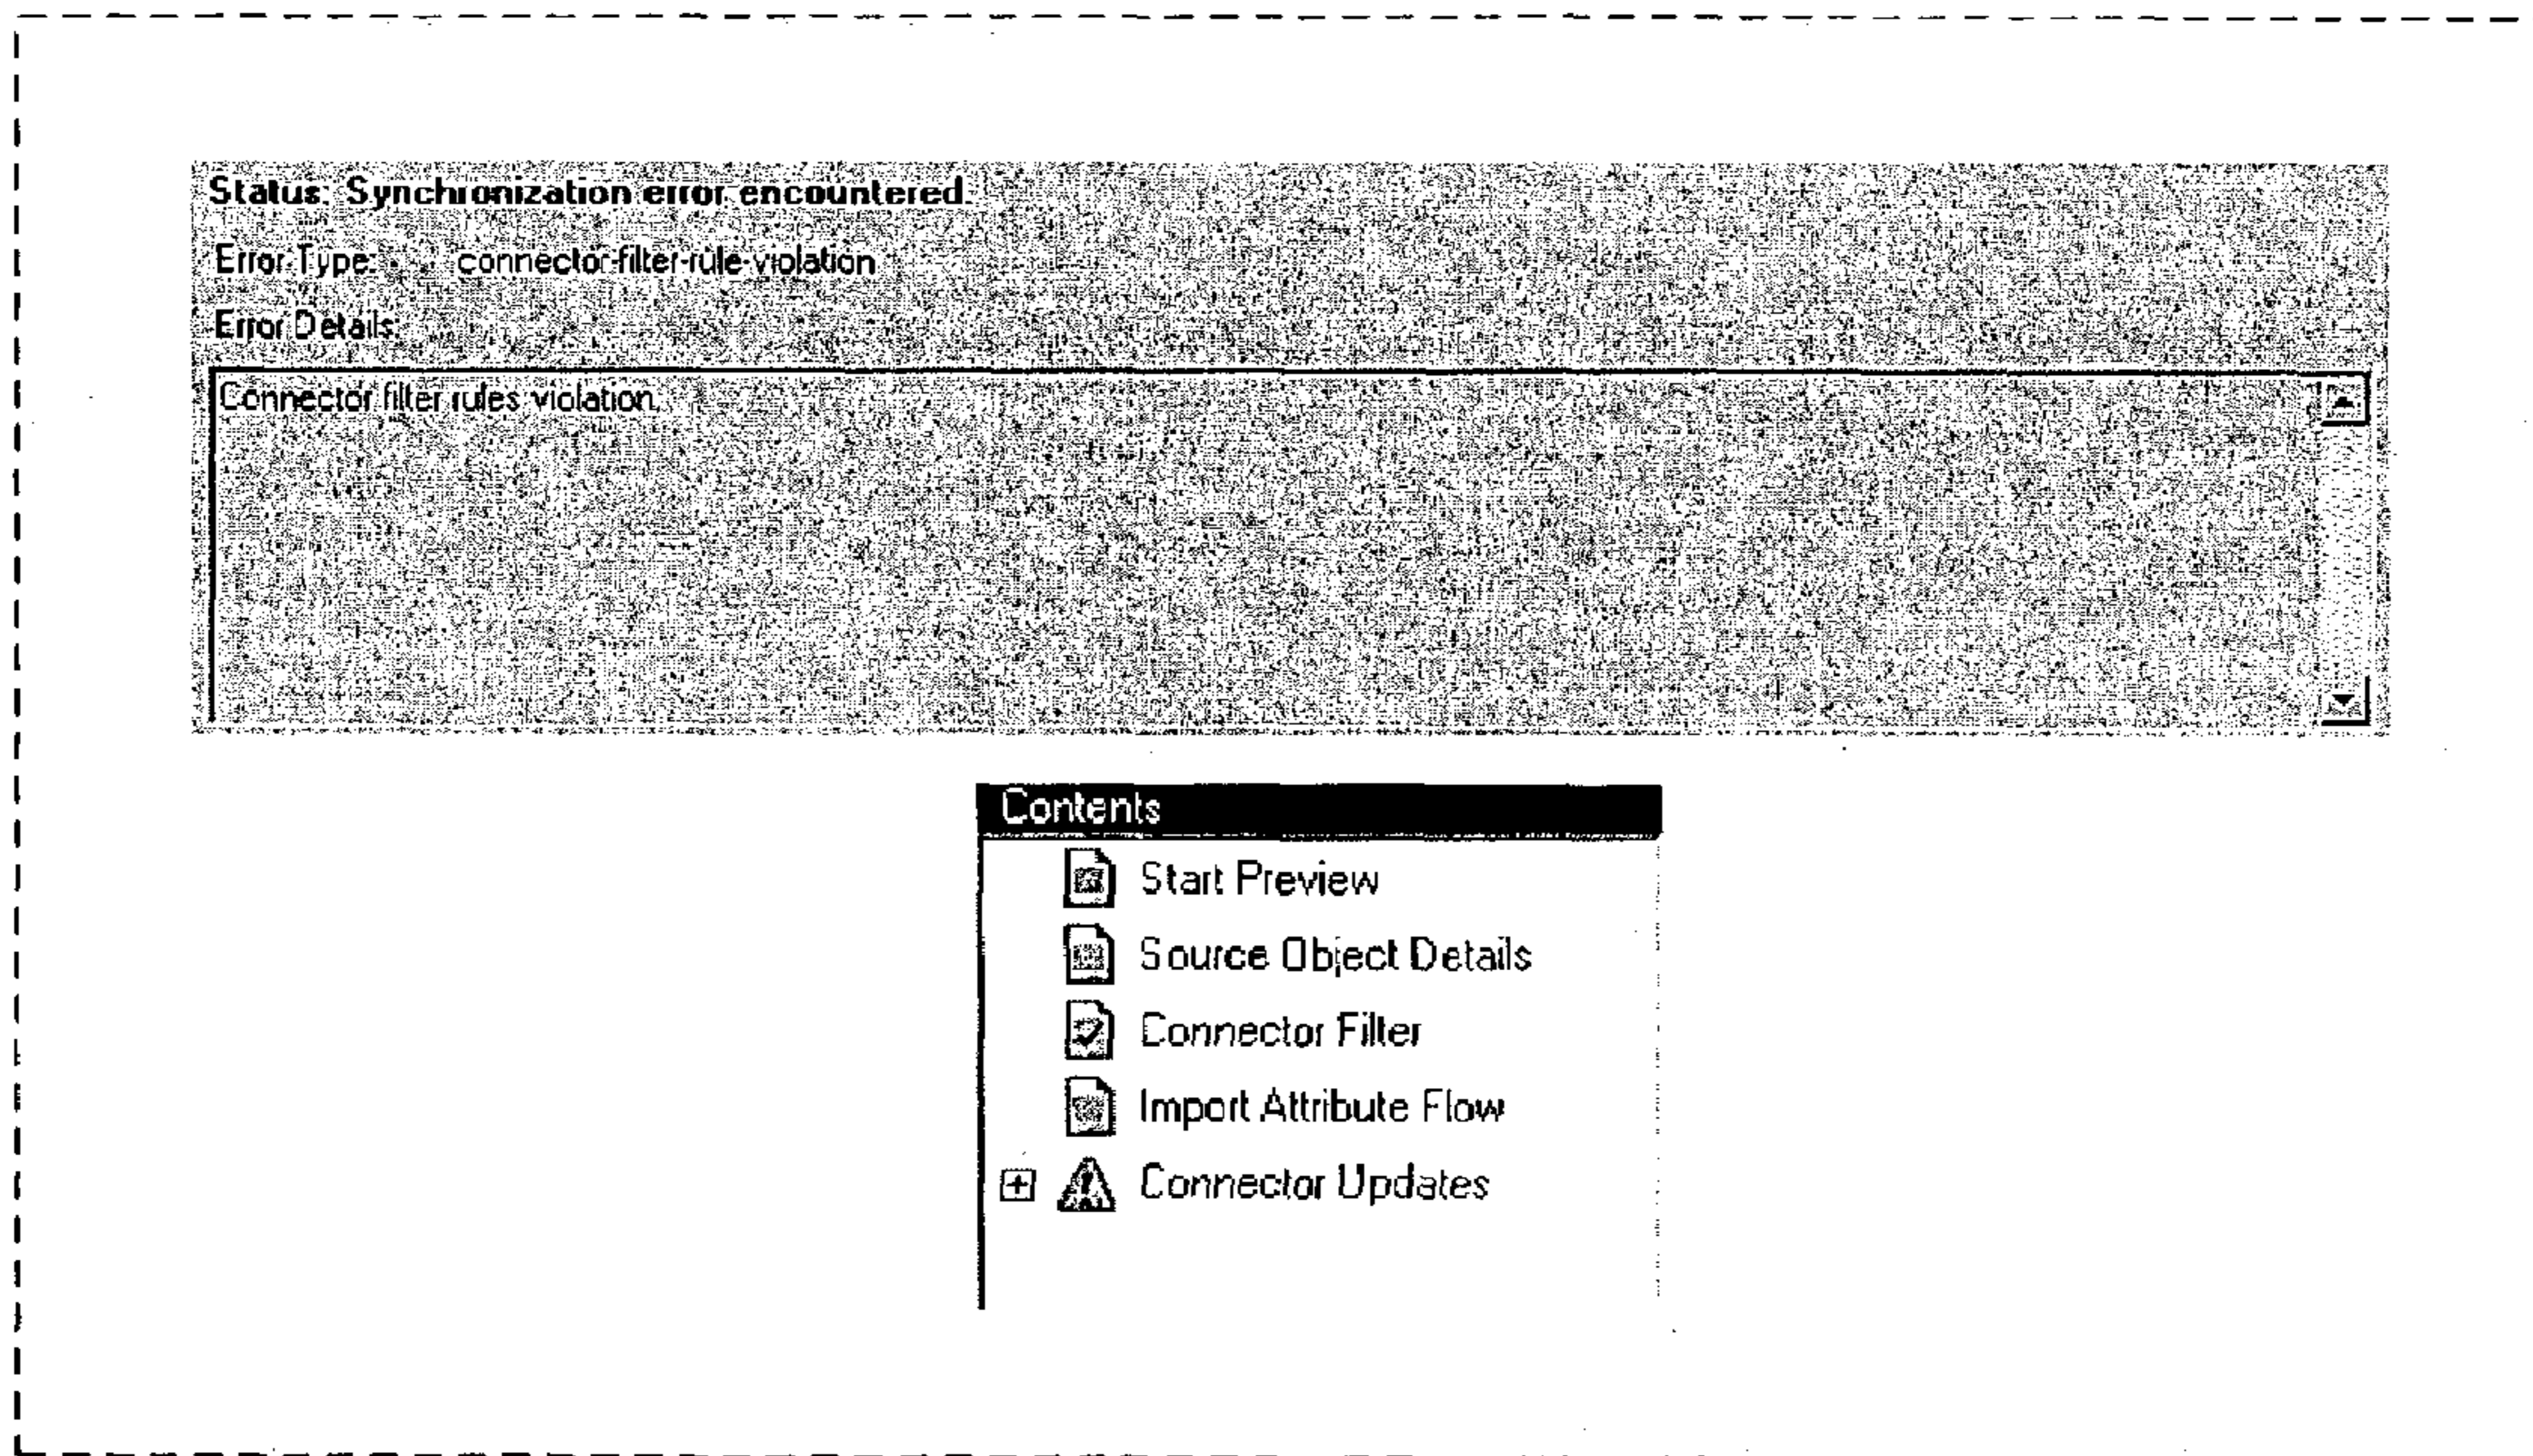 Status: Synchronization error encountered.
Error Type: connector-filter-rule-violation
Error Details:
Connector filter rules violation.
Contents
Start Preview
Source Object Details
Connector Filter
Import Attribute Flow
Connector Updates